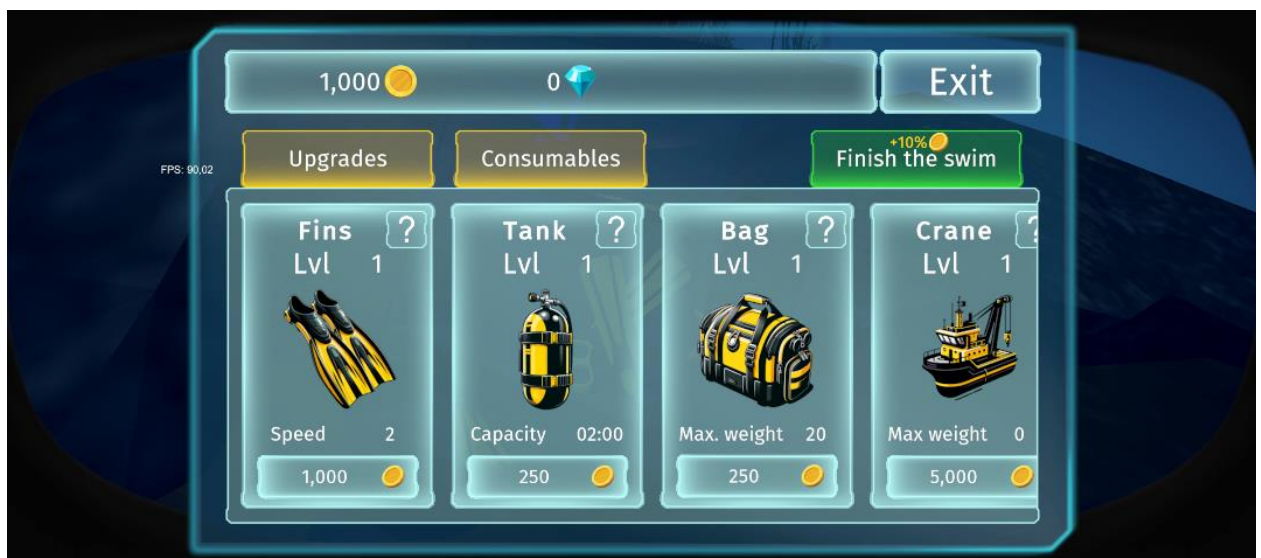 1,000 0 Exit
+10%
Upgrades Consumables Finish the swim
FPS: 90,02
Fins ? Tank ? Bag ? Crane ?
Lvl 1 Lvl 1 Lvl 1 Lvl 1
Speed 2 Capacity 02:00 Max. weight 20 Max weight 0
1,000 250 250 5,000